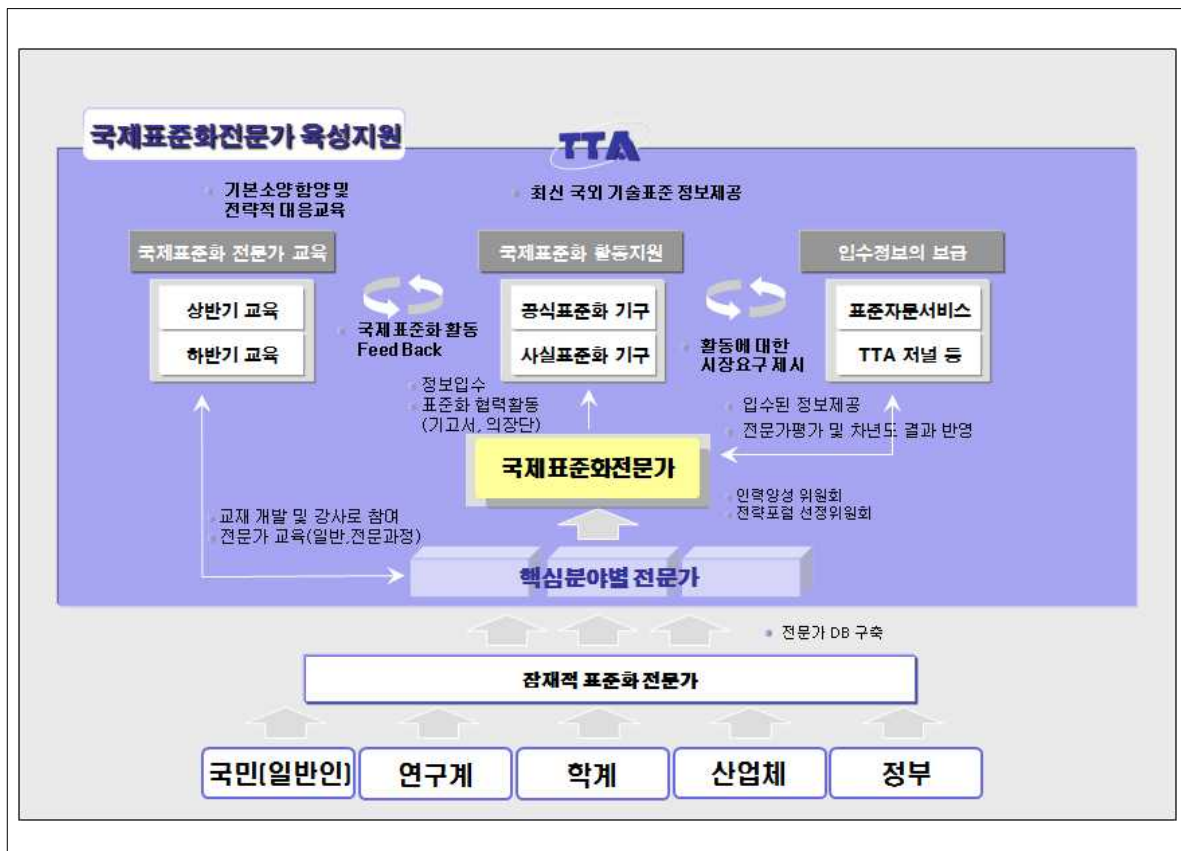 국제표준화전문가 육성지원
TTA
기본소양 함양 및
전략적 대응교육
최신 국외 기술표준 정보제공
국제표준화 전문가 교육
국제표준화 활동지원
입수정보의 보급
상반기 교육
하반기 교육
국제 표준화 활동
Feed Back
공식표준화 기구
사실표준화 기구
활동에 대한
시장요구 제시
표준자문서비스
TTA 저널 등
정보입수
표준화 협력활동
(기고서, 의장단)
입수된 정보제공
전문가평가 및 차년도 결과 반영
국제표준화전문가
인력양성 위원회
전략포럼 선정위원회
교재 개발 및 강사로 참여
전문가 교육(일반,전문과정)
핵심분야별 전문가
전문가 DB 구축
잠재적 표준화 전문가
국민(일반인)
연구계
학계
산업체
정부